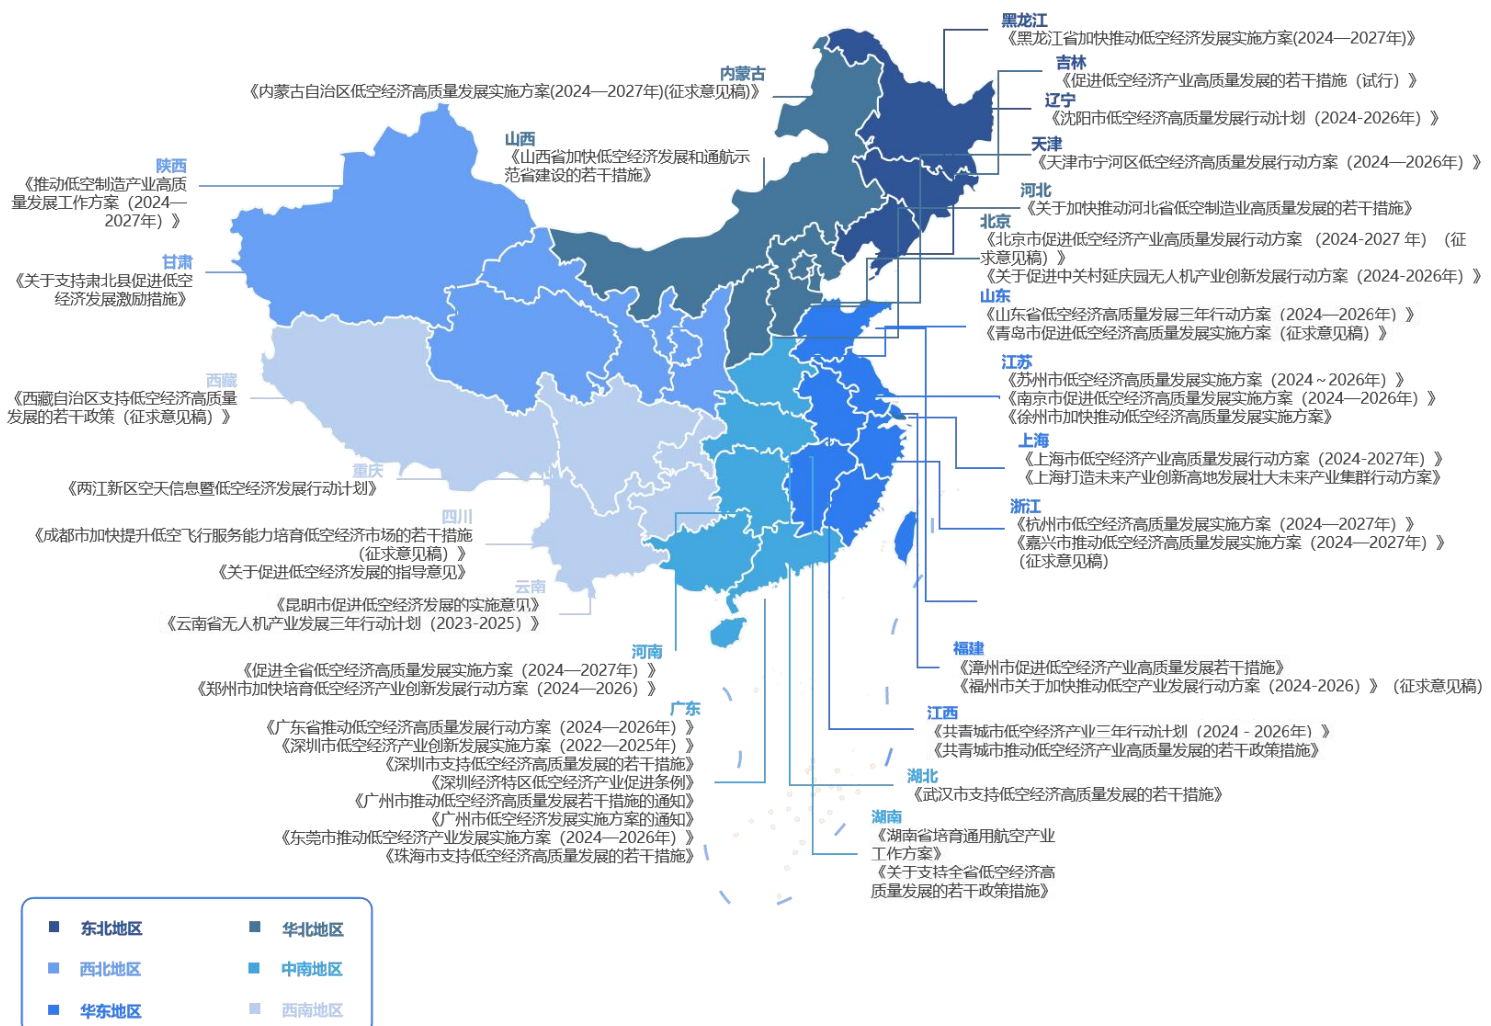 黑龙江
《黑龙江省加快推动低空经济发展实施方案(2024—2027年)》
吉林
《促进低空经济产业高质量发展的若干措施（试行）》
辽宁
《沈阳市低空经济高质量发展行动计划（2024-2026年）》
天津
《天津市宁河区低空经济高质量发展行动方案（2024—2026年）》
河北
《关于加快推动河北省低空制造业高质量发展的若干措施》
北京
《北京市促进低空经济产业高质量发展行动方案 （2024-2027 年）（征
求意见稿）》
《关于促进中关村延庆园无人机产业创新发展行动方案（2024-2026年）》
山东
《山东省低空经济高质量发展三年行动方案（2024—2026年）》
《青岛市促进低空经济高质量发展实施方案（征求意见稿）》
江苏
《苏州市低空经济高质量发展实施方案（2024～2026年）》
《南京市促进低空经济高质量发展实施方案（2024—2026年）》
《徐州市加快推动低空经济高质量发展实施方案》
上海
《上海市低空经济产业高质量发展行动方案（2024-2027年）》
《上海打造未来产业创新高地发展壮大未来产业集群行动方案》
浙江
《杭州市低空经济高质量发展实施方案（2024—2027年）》
《嘉兴市推动低空经济高质量发展实施方案（2024—2027年）》
（征求意见稿）
福建
《漳州市促进低空经济产业高质量发展若干措施》
《福州市关于加快推动低空产业发展行动方案（2024-2026）》（征求意见稿）
江西
《共青城市低空经济产业三年行动计划（2024 - 2026年）》
《共青城市推动低空经济产业高质量发展的若干政策措施》
湖北
《武汉市支持低空经济高质量发展的若干措施》
湖南
《湖南省培育通用航空产业
工作方案》
《关于支持全省低空经济高
质量发展的若干政策措施》
内蒙古
《内蒙古自治区低空经济高质量发展实施方案(2024—2027年)(征求意见稿)》
山西
《山西省加快低空经济发展和通航示
范省建设的若干措施》
陕西
《推动低空制造产业高质
量发展工作方案（2024—
2027年）》
甘肃
《关于支持肃北县促进低空
经济发展激励措施》
西藏
《西藏自治区支持低空经济高质量
发展的若干政策（征求意见稿）》
重庆
《两江新区空天信息暨低空经济发展行动计划》
四川
《成都市加快提升低空飞行服务能力培育低空经济市场的若干措施
（征求意见稿）》
《关于促进低空经济发展的指导意见》
云南
《昆明市促进低空经济发展的实施意见》
《云南省无人机产业发展三年行动计划（2023-2025）》
河南
《促进全省低空经济高质量发展实施方案（2024—2027年）》
《郑州市加快培育低空经济产业创新发展行动方案（2024—2026）》
广东
《广东省推动低空经济高质量发展行动方案（2024—2026年）》
《深圳市低空经济产业创新发展实施方案（2022—2025年）》
《深圳市支持低空经济高质量发展的若干措施》
《深圳经济特区低空经济产业促进条例》
《广州市推动低空经济高质量发展若干措施的通知》
《广州市低空经济发展实施方案的通知》
《东莞市推动低空经济产业发展实施方案（2024—2026年）》
《珠海市支持低空经济高质量发展的若干措施》
东北地区
华北地区
西北地区
中南地区
华东地区
西南地区